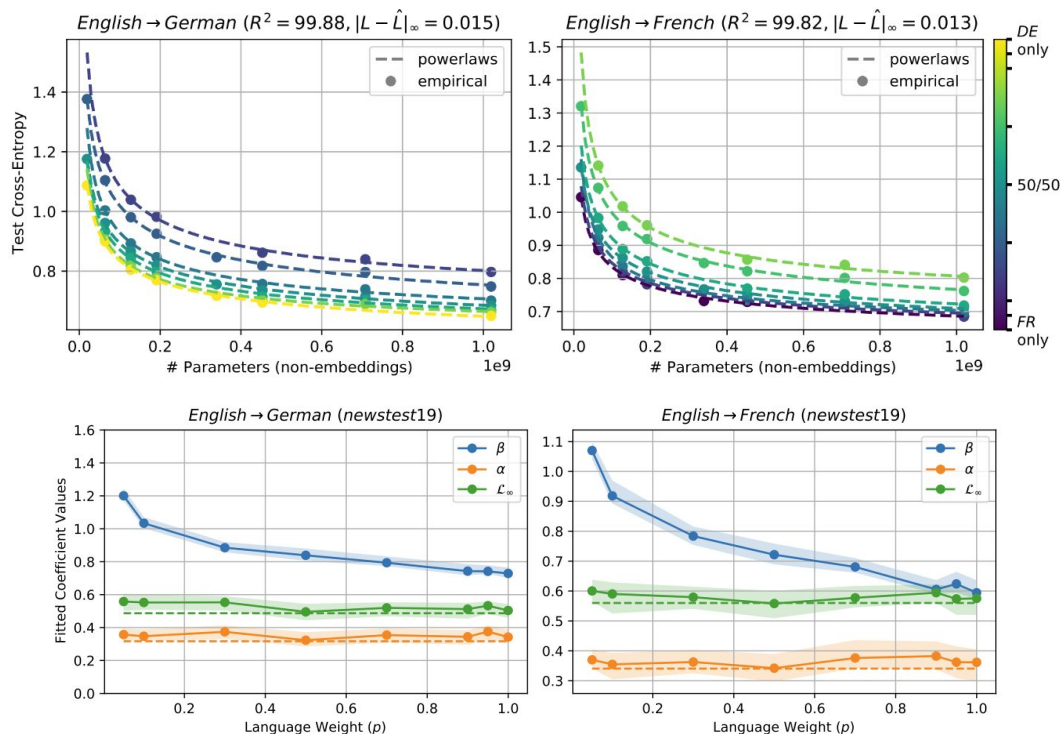 English→German (R² = 99.88, |L − L̂|∞ = 0.015)
English→French (R² = 99.82, |L − L̂|∞ = 0.013)
powerlaws
empirical
Test Cross-Entropy
1.4
1.2
1.0
0.8
0.0 0.2 0.4 0.6 0.8 1.0
1e9
# Parameters (non-embeddings)
powerlaws
empirical
1.5
1.4
1.3
1.2
1.1
1.0
0.9
0.8
0.7
0.0 0.2 0.4 0.6 0.8 1.0
1e9
# Parameters (non-embeddings)
DE
only
50/50
FR
only
English→German (newstest19)
β
α
ℒ∞
Fitted Coefficient Values
1.6
1.4
1.2
1.0
0.8
0.6
0.4
0.2
0.0
0.2 0.4 0.6 0.8 1.0
Language Weight (p)
English→French (newstest19)
β
α
ℒ∞
1.1
1.0
0.9
0.8
0.7
0.6
0.5
0.4
0.3
0.2 0.4 0.6 0.8 1.0
Language Weight (p)